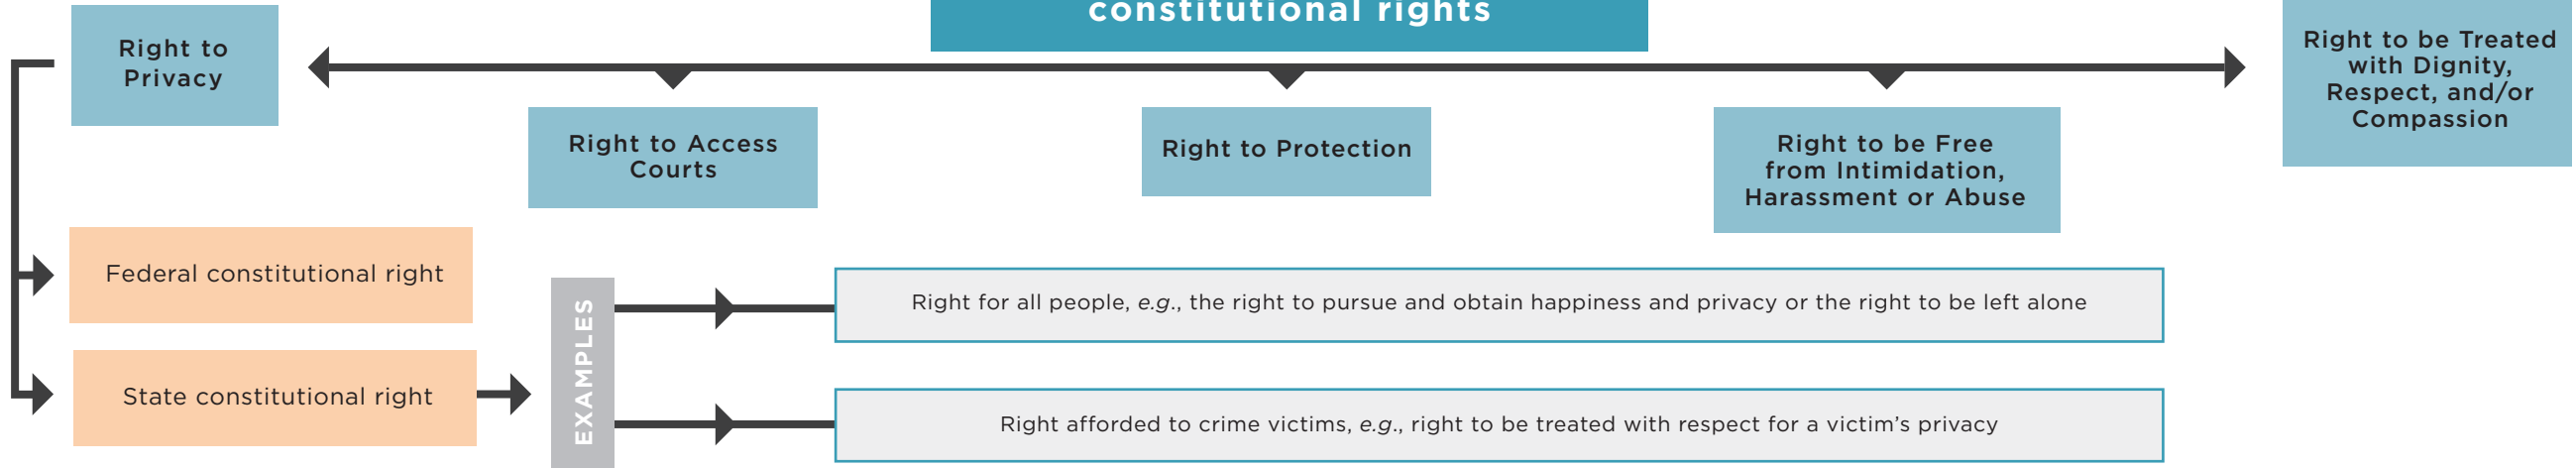 constitutional rights
Right to
Privacy
Right to be Treated
with Dignity,
Respect, and/or
Compassion
Right to Access
Courts
Right to Protection
Right to be Free
from Intimidation,
Harassment or Abuse
Federal constitutional right
State constitutional right
EXAMPLES
Right for all people, e.g., the right to pursue and obtain happiness and privacy or the right to be left alone
Right afforded to crime victims, e.g., right to be treated with respect for a victim’s privacy